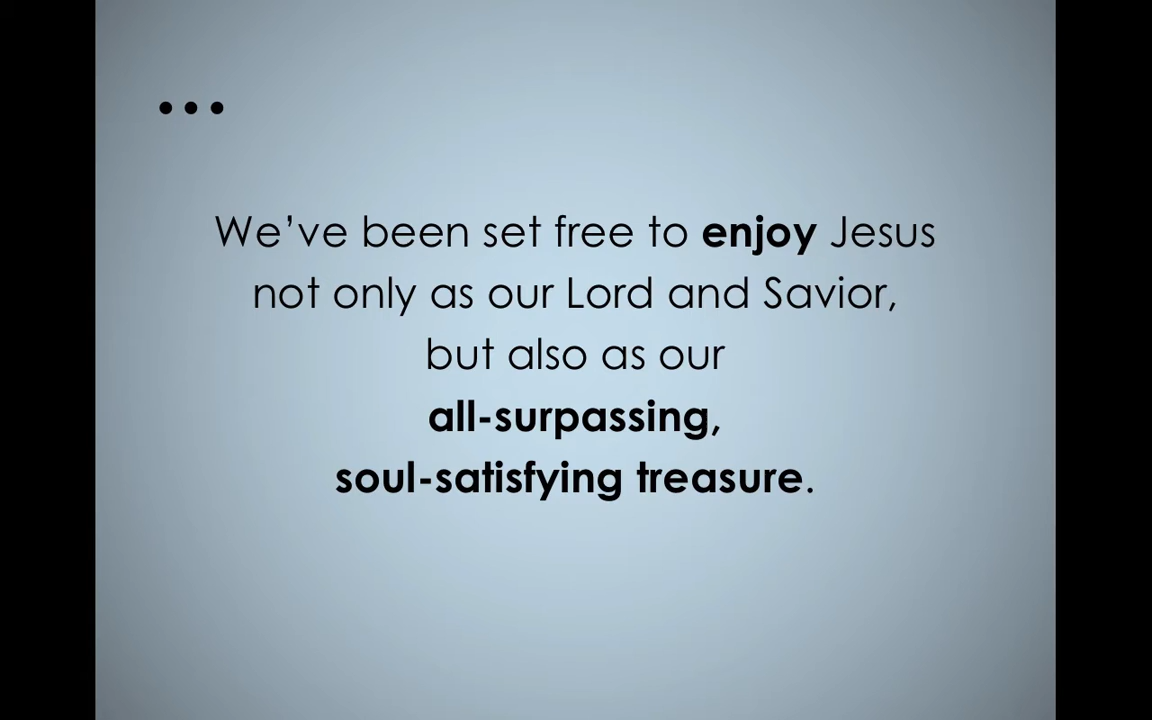 ...
We’ve been set free to enjoy Jesus
not only as our Lord and Savior,
but also as our
all-surpassing,
soul-satisfying treasure.